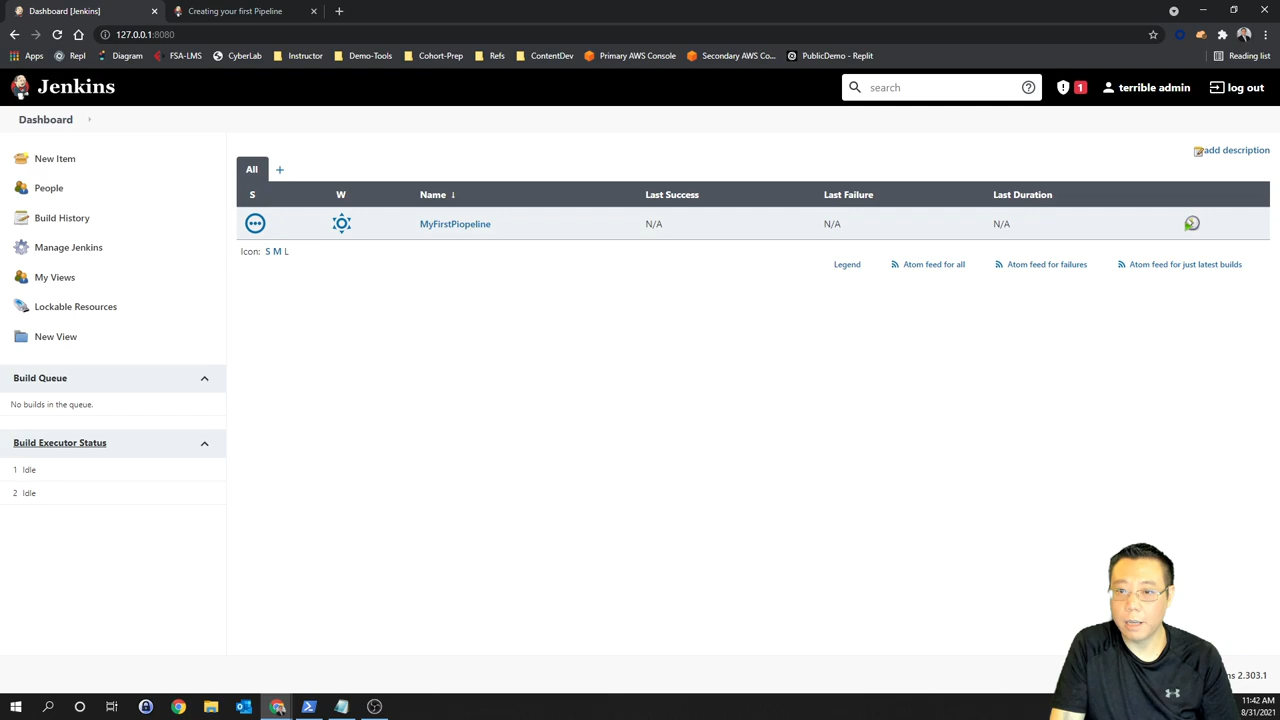 Dashboard [Jenkins]
Creating your first Pipeline
127.0.0.1:8080
Apps
Repl
Diagram
FSA-LMS
CyberLab
Instructor
Demo-Tools
Cohort-Prep
Refs
ContentDev
Primary AWS Console
Secondary AWS Co...
PublicDemo - Replit
Reading list
Jenkins
search
1
terrible admin
log out
Dashboard
New Item
People
Build History
Manage Jenkins
My Views
Lockable Resources
New View
Build Queue
No builds in the queue.
Build Executor Status
1 Idle
2 Idle
add description
All +
S W Name ↓ Last Success Last Failure Last Duration
MyFirstPiopeline N/A N/A N/A
Icon: S M L
Legend Atom feed for all Atom feed for failures Atom feed for just latest builds
2.303.1
11:42 AM
8/31/2021